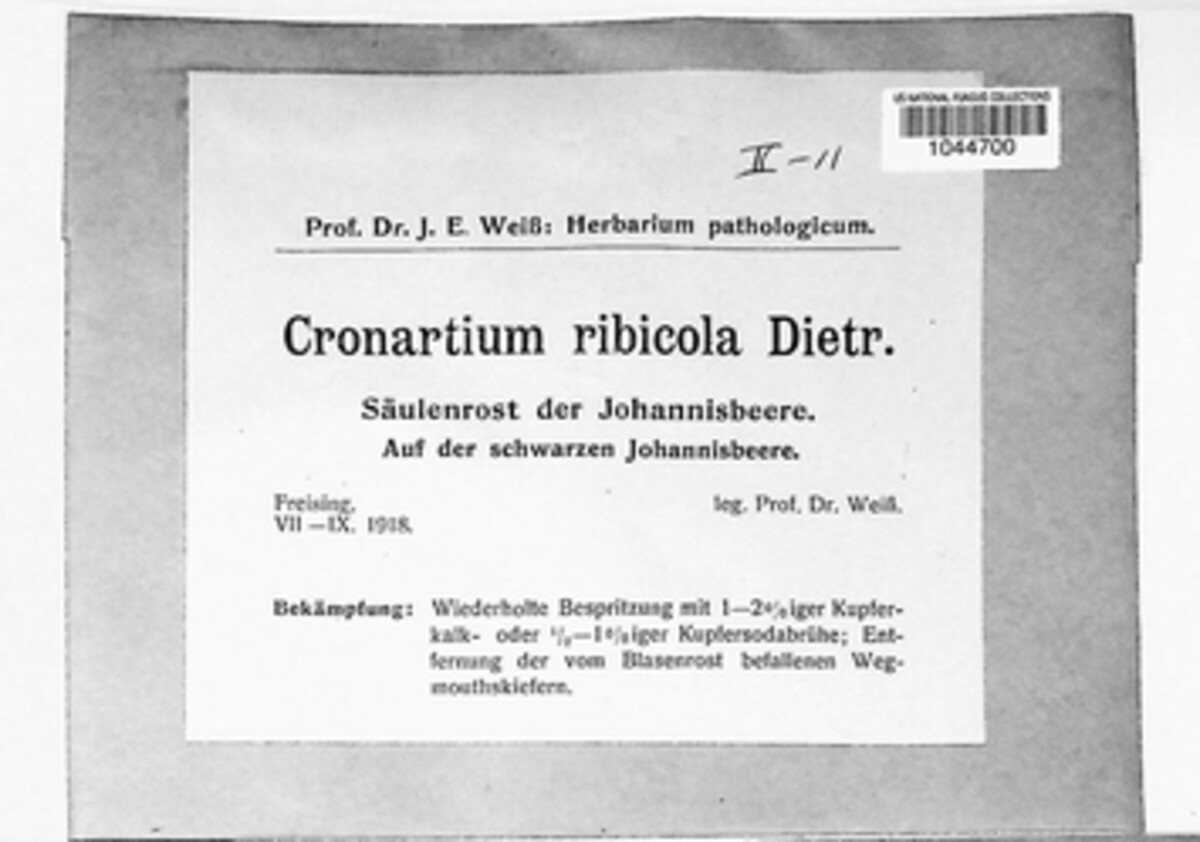 US NATIONAL FUNGUS COLLECTIONS
1044700
IV - 11
Prof. Dr. J. E. Weiß: Herbarium pathologicum.
Cronartium ribicola Dietr.
Säulenrost der Johannisbeere.
Auf der schwarzen Johannisbeere.
Freising, leg. Prof. Dr. Weiß.
VII—IX. 1918.
Bekämpfung: Wiederholte Bespritzung mit 1—2%iger Kupfer-
kalk- oder ½—1%iger Kupfersodabrühe; Ent-
fernung der vom Blasenrost befallenen Weg-
mouthskiefern.